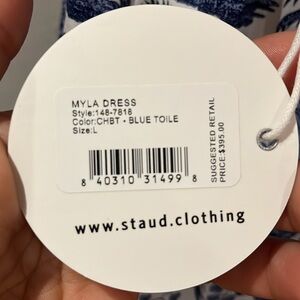 MYLA DRESS
Style:148-7816
Color:CHBT • BLUE TOILE
Size:L
SUGGESTED RETAIL
PRICE:$395.00
8 40310 31499 8
www.staud.clothing